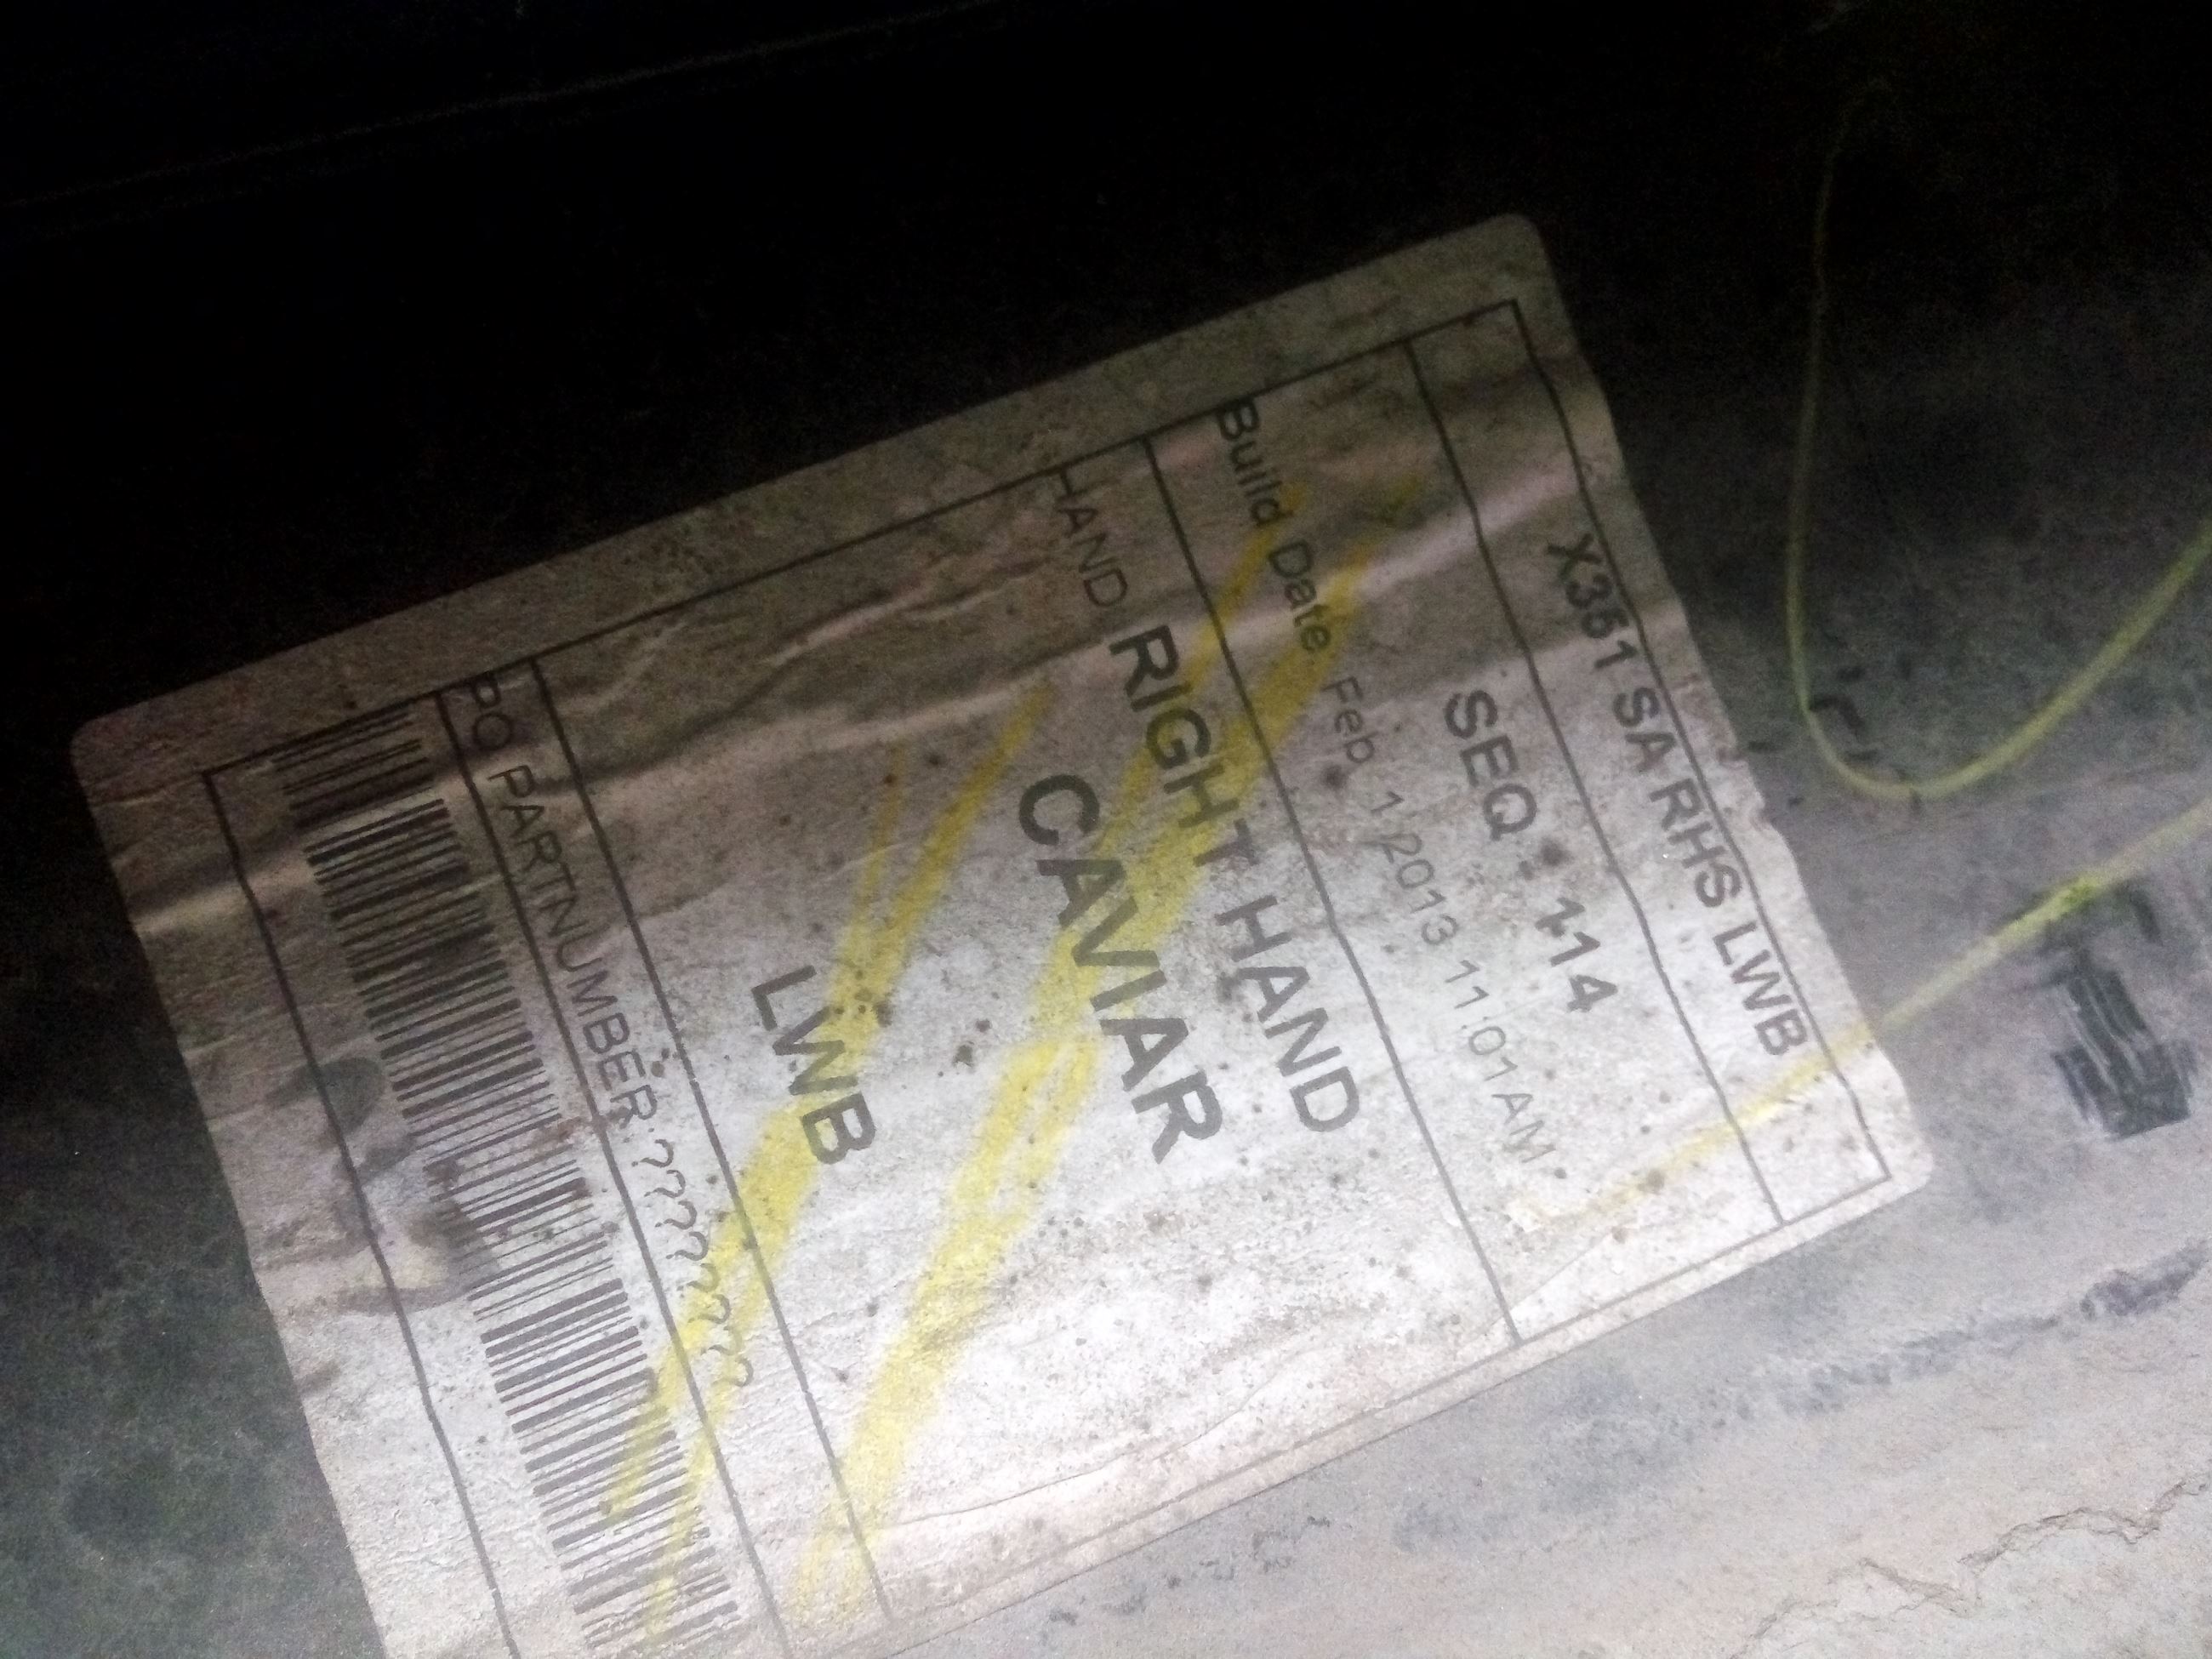 X351 SA RHS LWB
SEQ : 114
Build Date: Feb 1 2013 11:01AM
HAND RIGHT HAND
CAVIAR
LWB
PO PARTNUMBER:????????????